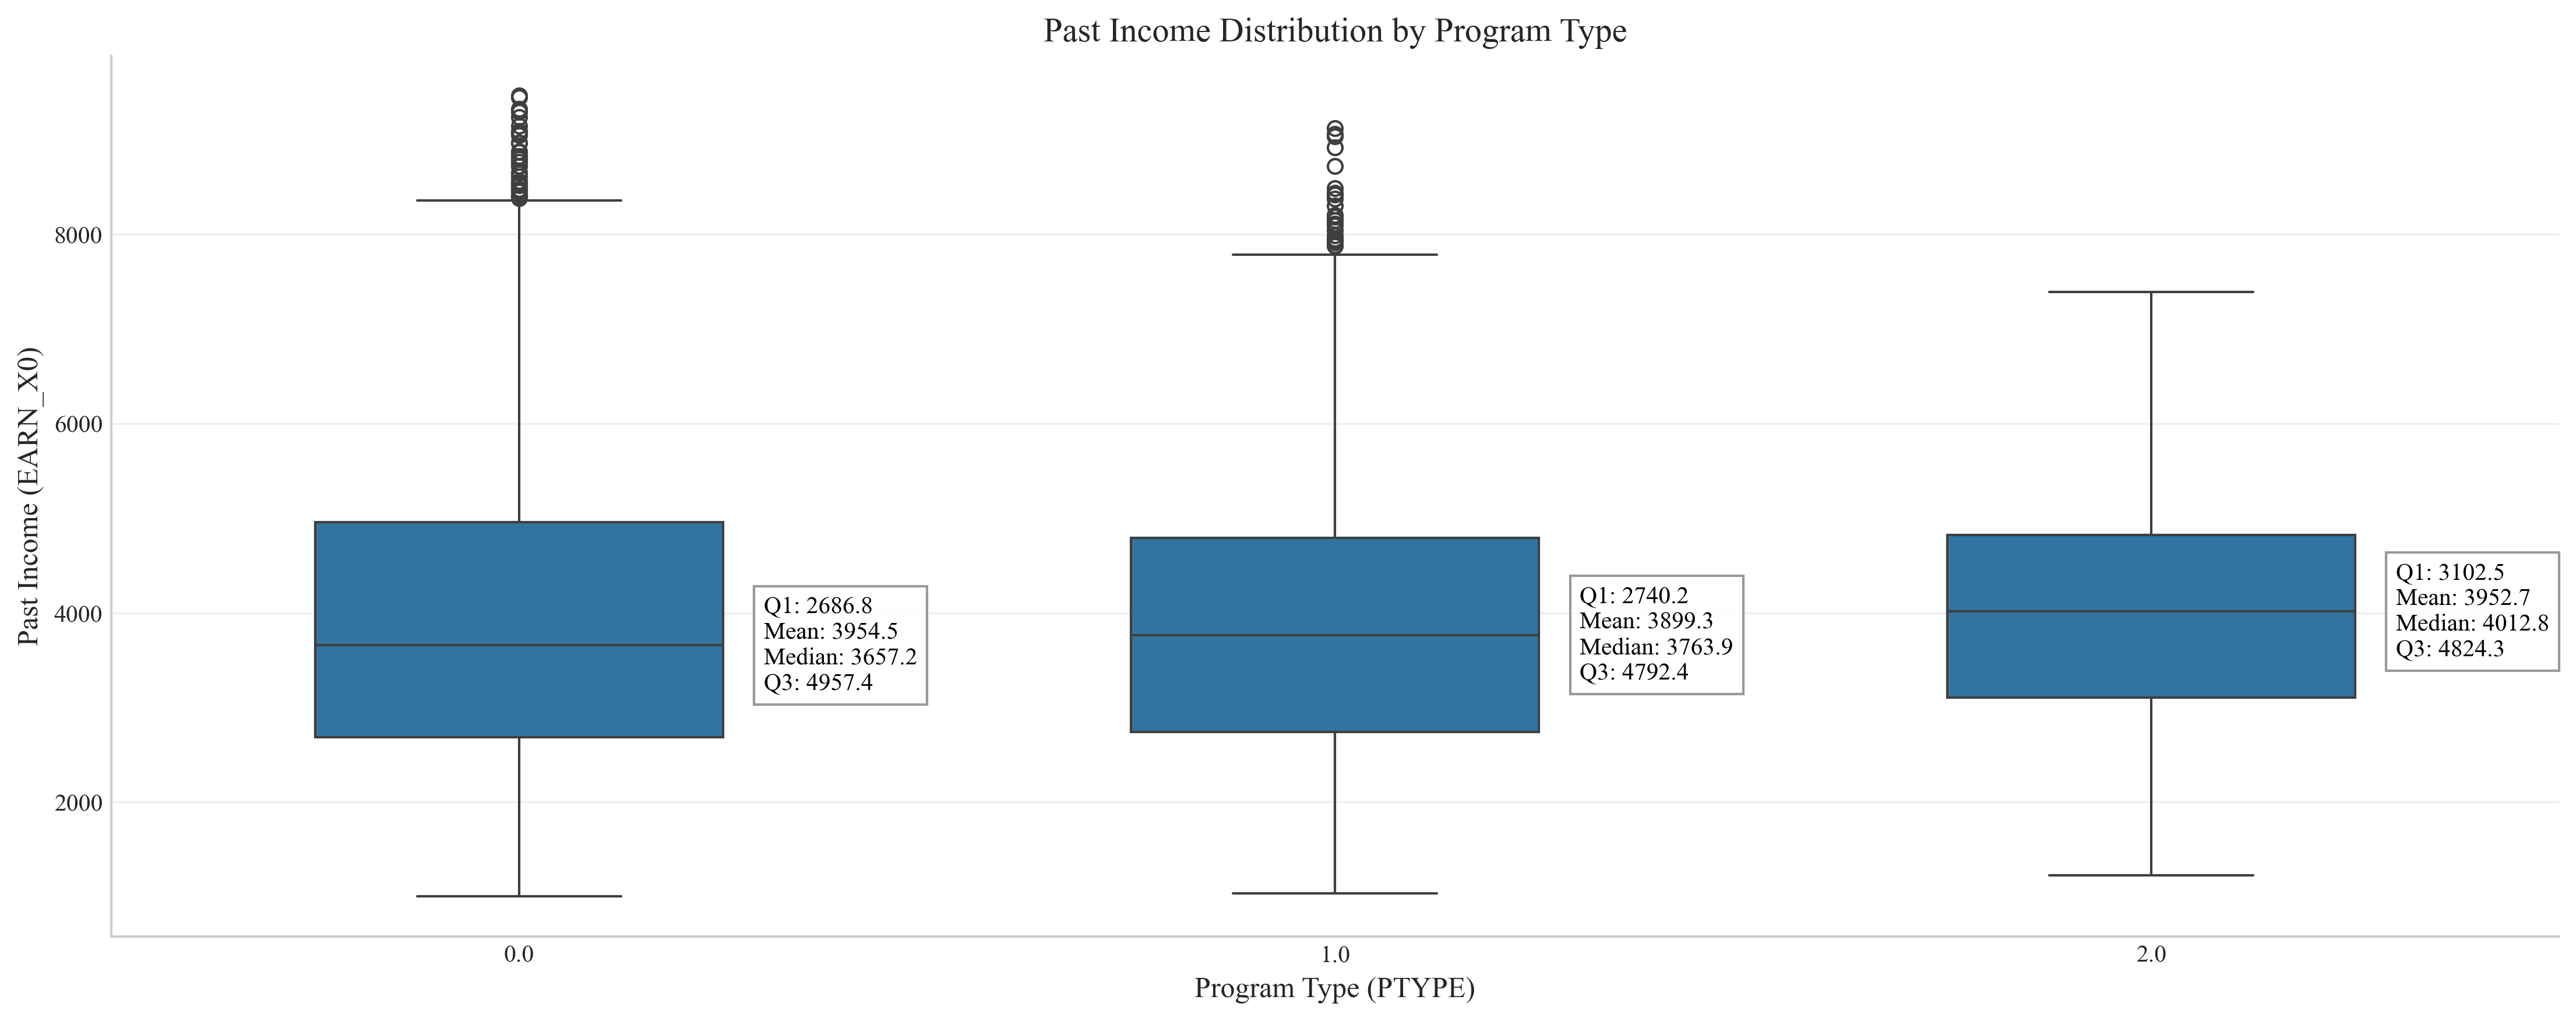 Past Income Distribution by Program Type
Past Income (EARN_X0)
8000
6000
4000
2000
Q1: 2686.8
Mean: 3954.5
Median: 3657.2
Q3: 4957.4
Q1: 2740.2
Mean: 3899.3
Median: 3763.9
Q3: 4792.4
Q1: 3102.5
Mean: 3952.7
Median: 4012.8
Q3: 4824.3
0.0
1.0
2.0
Program Type (PTYPE)